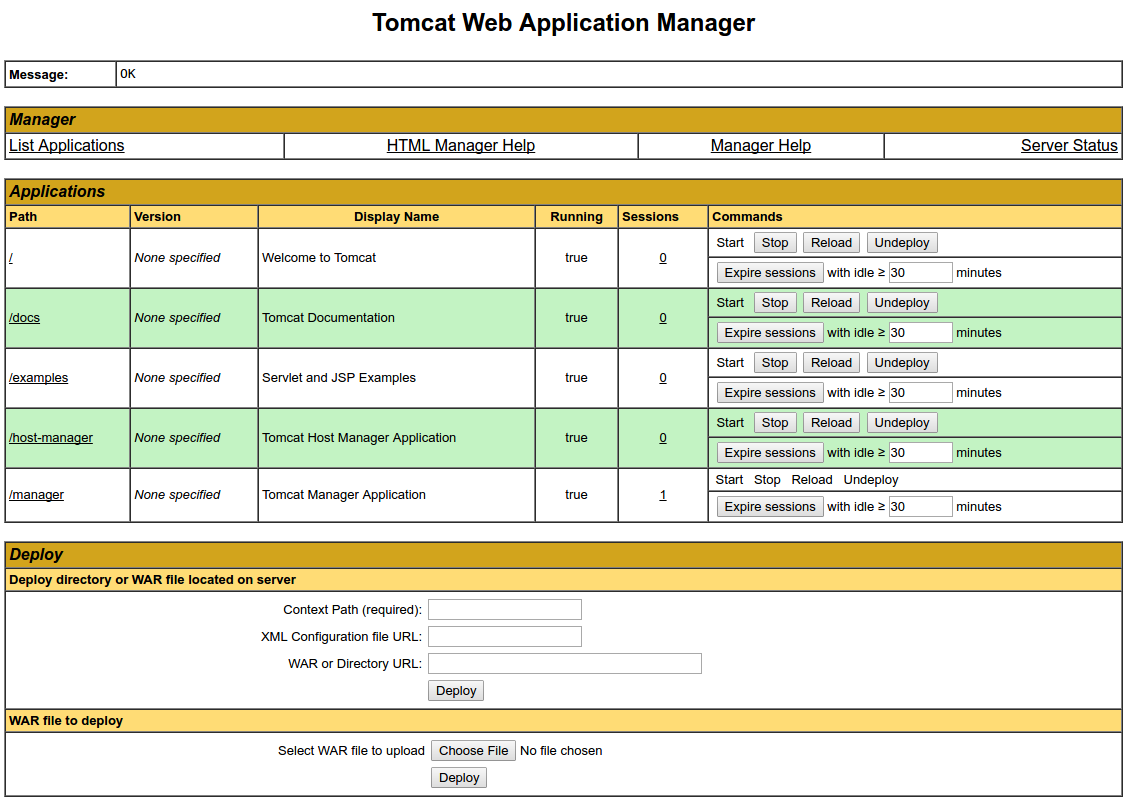 Tomcat Web Application Manager
Message: OK
Manager
List Applications HTML Manager Help Manager Help Server Status
Applications
Path Version Display Name Running Sessions Commands
/ None specified Welcome to Tomcat true 0 Start Stop Reload Undeploy
Expire sessions with idle ≥ 30 minutes
/docs None specified Tomcat Documentation true 0 Start Stop Reload Undeploy
Expire sessions with idle ≥ 30 minutes
/examples None specified Servlet and JSP Examples true 0 Start Stop Reload Undeploy
Expire sessions with idle ≥ 30 minutes
/host-manager None specified Tomcat Host Manager Application true 0 Start Stop Reload Undeploy
Expire sessions with idle ≥ 30 minutes
/manager None specified Tomcat Manager Application true 1 Start Stop Reload Undeploy
Expire sessions with idle ≥ 30 minutes
Deploy
Deploy directory or WAR file located on server
Context Path (required):
XML Configuration file URL:
WAR or Directory URL:
Deploy
WAR file to deploy
Select WAR file to upload Choose File No file chosen
Deploy